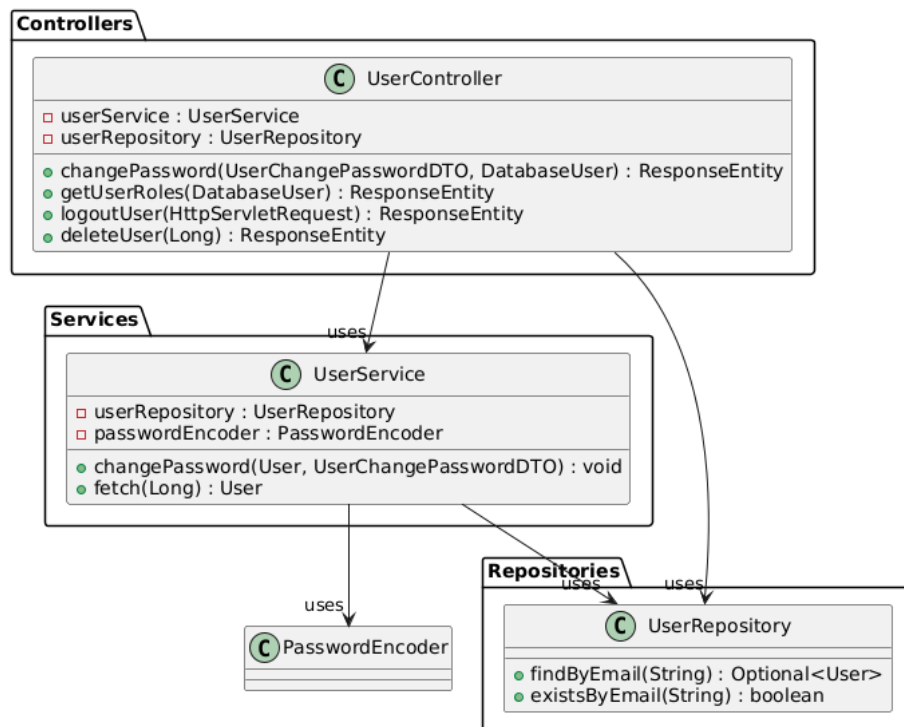 Controllers
C UserController
userService : UserService
userRepository : UserRepository
changePassword(UserChangePasswordDTO, DatabaseUser) : ResponseEntity
getUserRoles(DatabaseUser) : ResponseEntity
logoutUser(HttpServletRequest) : ResponseEntity
deleteUser(Long) : ResponseEntity
uses
Services
C UserService
userRepository : UserRepository
passwordEncoder : PasswordEncoder
changePassword(User, UserChangePasswordDTO) : void
fetch(Long) : User
uses
uses
uses
Repositories
C PasswordEncoder
C UserRepository
findByEmail(String) : Optional<User>
existsByEmail(String) : boolean